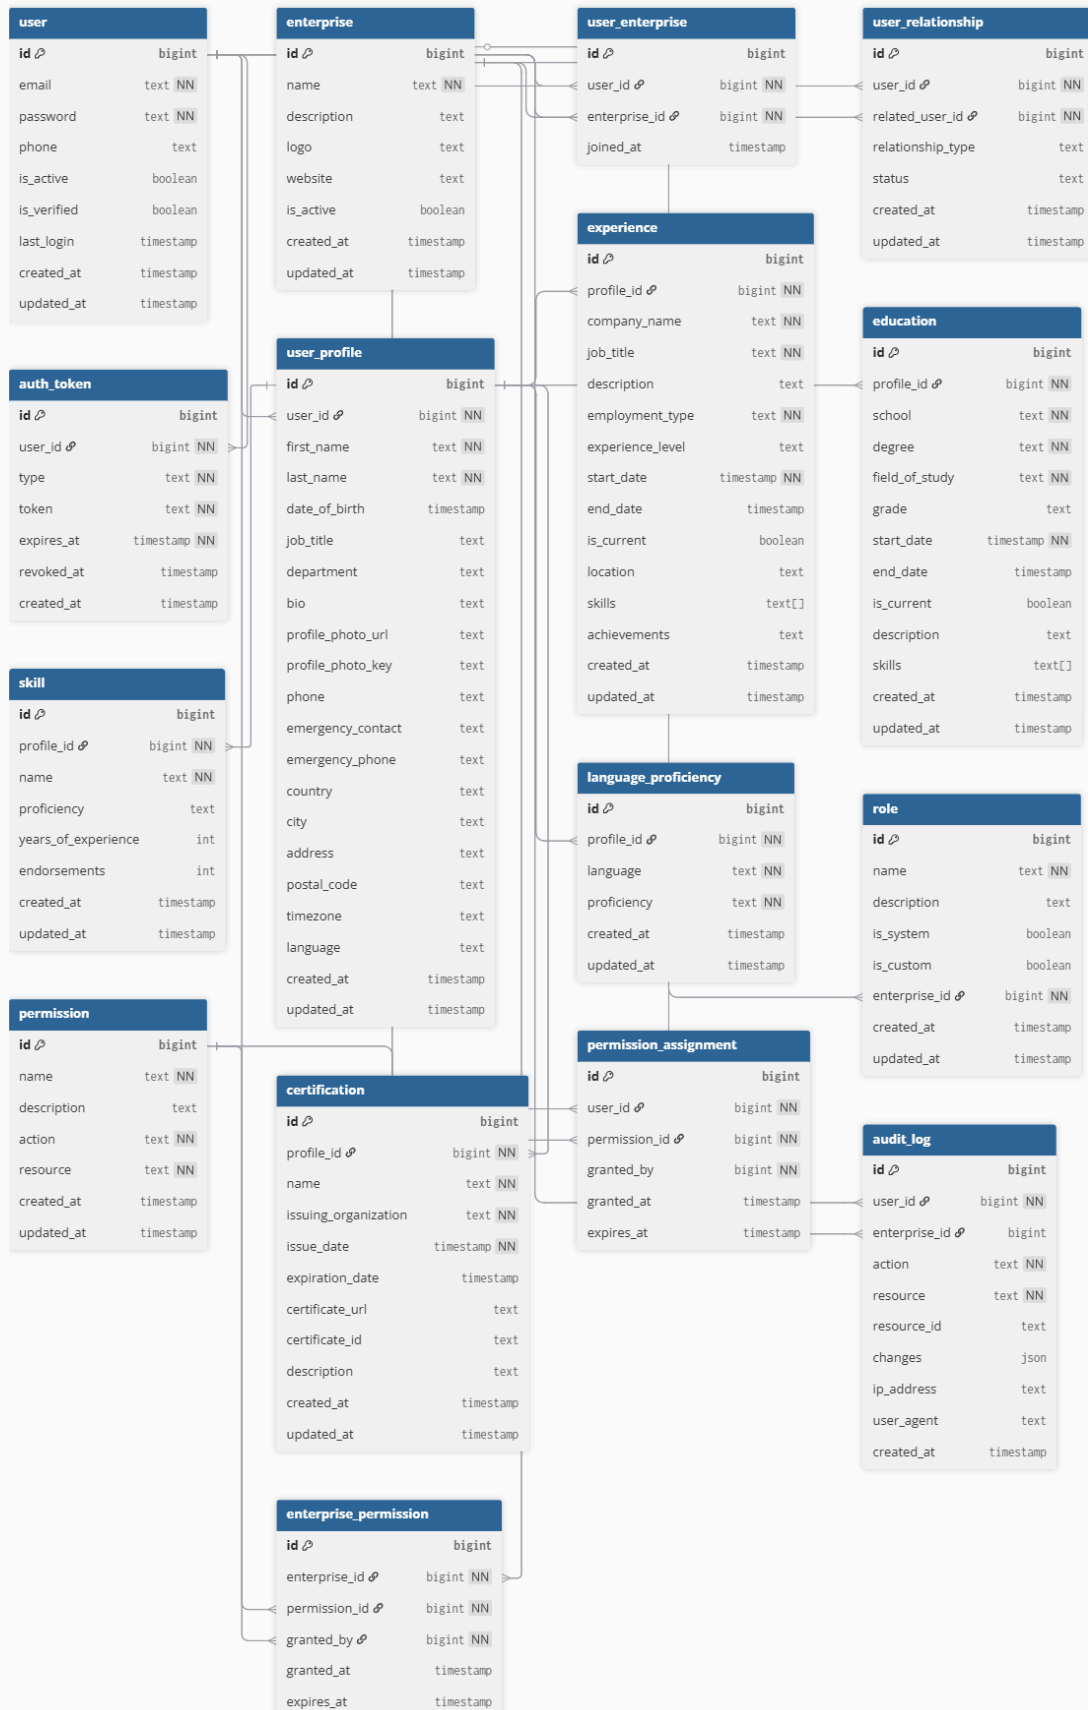 user
id bigint
email text NN
password text NN
phone text
is_active boolean
is_verified boolean
last_login timestamp
created_at timestamp
updated_at timestamp
enterprise
id bigint
name text NN
description text
logo text
website text
is_active boolean
created_at timestamp
updated_at timestamp
user_enterprise
id bigint
user_id bigint NN
enterprise_id bigint NN
joined_at timestamp
user_relationship
id bigint
user_id bigint NN
related_user_id bigint NN
relationship_type text
status text
created_at timestamp
updated_at timestamp
experience
id bigint
profile_id bigint NN
company_name text NN
job_title text NN
description text
employment_type text NN
experience_level text
start_date timestamp NN
end_date timestamp
is_current boolean
location text
skills text[]
achievements text
created_at timestamp
updated_at timestamp
education
id bigint
profile_id bigint NN
school text NN
degree text NN
field_of_study text NN
grade text
start_date timestamp NN
end_date timestamp
is_current boolean
description text
skills text[]
created_at timestamp
updated_at timestamp
auth_token
id bigint
user_id bigint NN
type text NN
token text NN
expires_at timestamp NN
revoked_at timestamp
created_at timestamp
user_profile
id bigint
user_id bigint NN
first_name text NN
last_name text NN
date_of_birth timestamp
job_title text
department text
bio text
profile_photo_url text
profile_photo_key text
phone text
emergency_contact text
emergency_phone text
country text
city text
address text
postal_code text
timezone text
language text
created_at timestamp
updated_at timestamp
skill
id bigint
profile_id bigint NN
name text NN
proficiency text
years_of_experience int
endorsements int
created_at timestamp
updated_at timestamp
language_proficiency
id bigint
profile_id bigint NN
language text NN
proficiency text NN
created_at timestamp
updated_at timestamp
role
id bigint
name text NN
description text
is_system boolean
is_custom boolean
enterprise_id bigint NN
created_at timestamp
updated_at timestamp
permission
id bigint
name text NN
description text
action text NN
resource text NN
created_at timestamp
updated_at timestamp
certification
id bigint
profile_id bigint NN
name text NN
issuing_organization text NN
issue_date timestamp NN
expiration_date timestamp
certificate_url text
certificate_id text
description text
created_at timestamp
updated_at timestamp
permission_assignment
id bigint
user_id bigint NN
permission_id bigint NN
granted_by bigint NN
granted_at timestamp
expires_at timestamp
audit_log
id bigint
user_id bigint NN
enterprise_id bigint
action text NN
resource text NN
resource_id text
changes json
ip_address text
user_agent text
created_at timestamp
enterprise_permission
id bigint
enterprise_id bigint NN
permission_id bigint NN
granted_by bigint NN
granted_at timestamp
expires_at timestamp